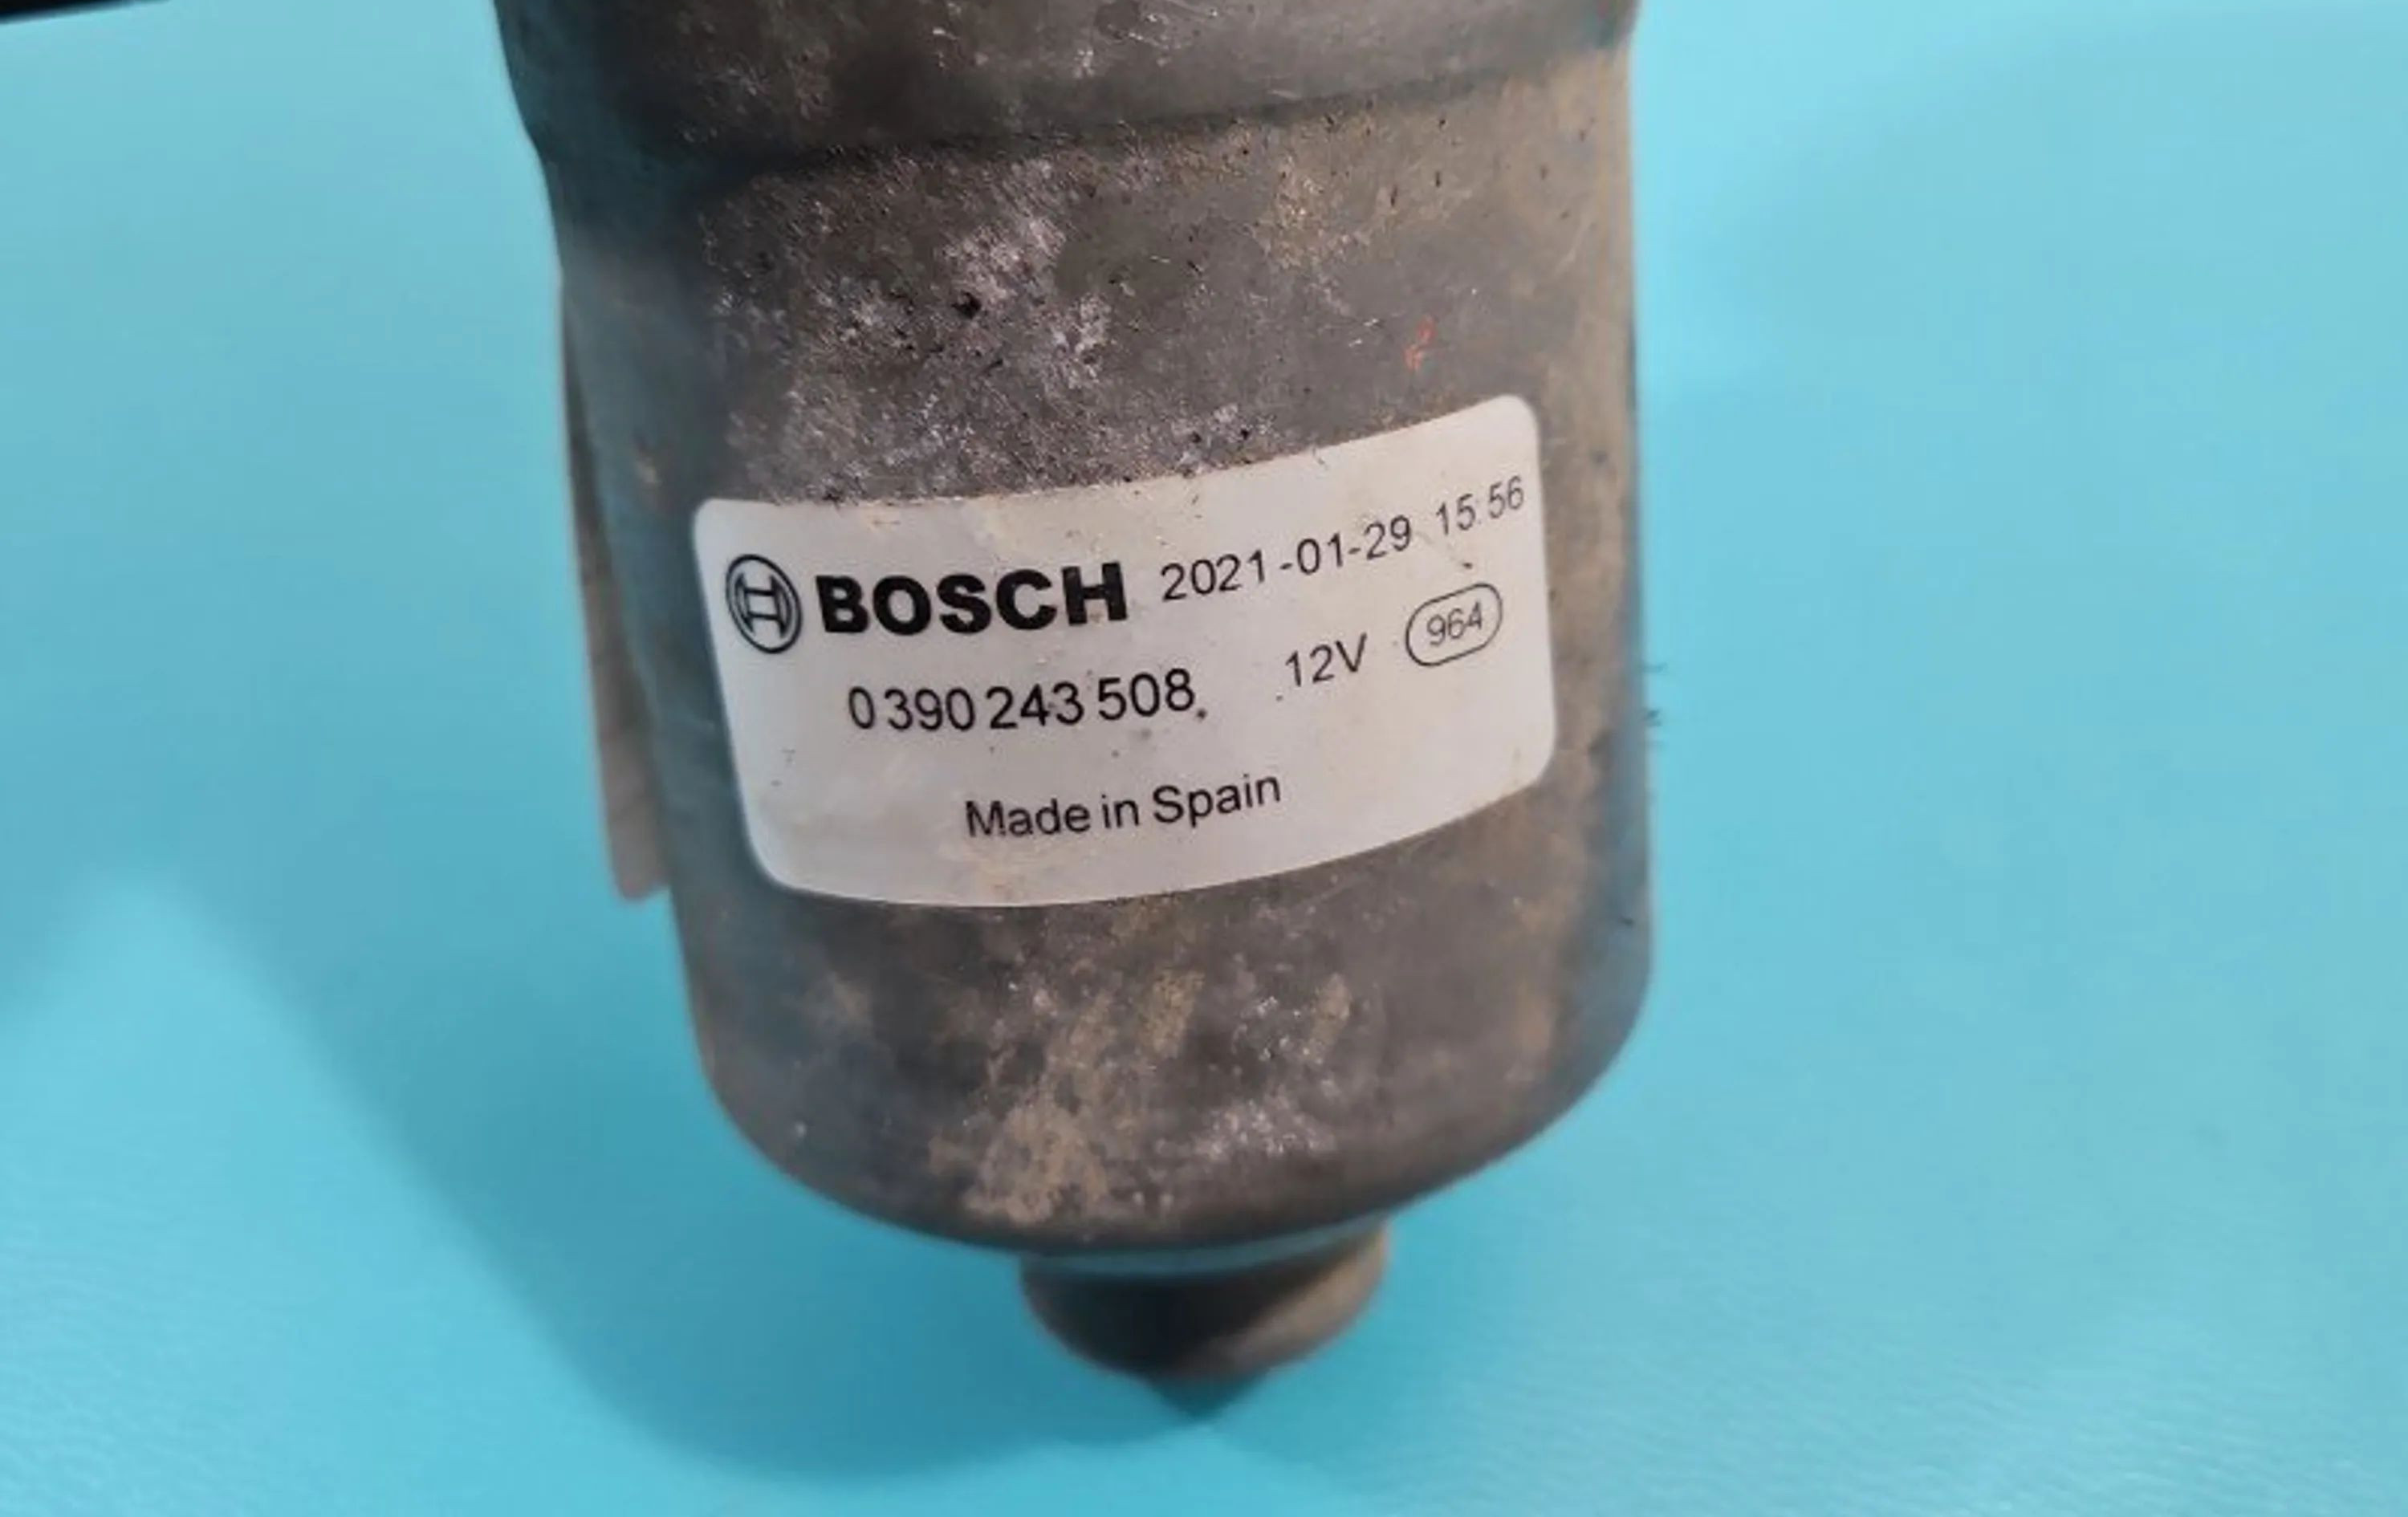 BOSCH 2021-01-29 15:56
0 390 243 508 12V 964
Made in Spain